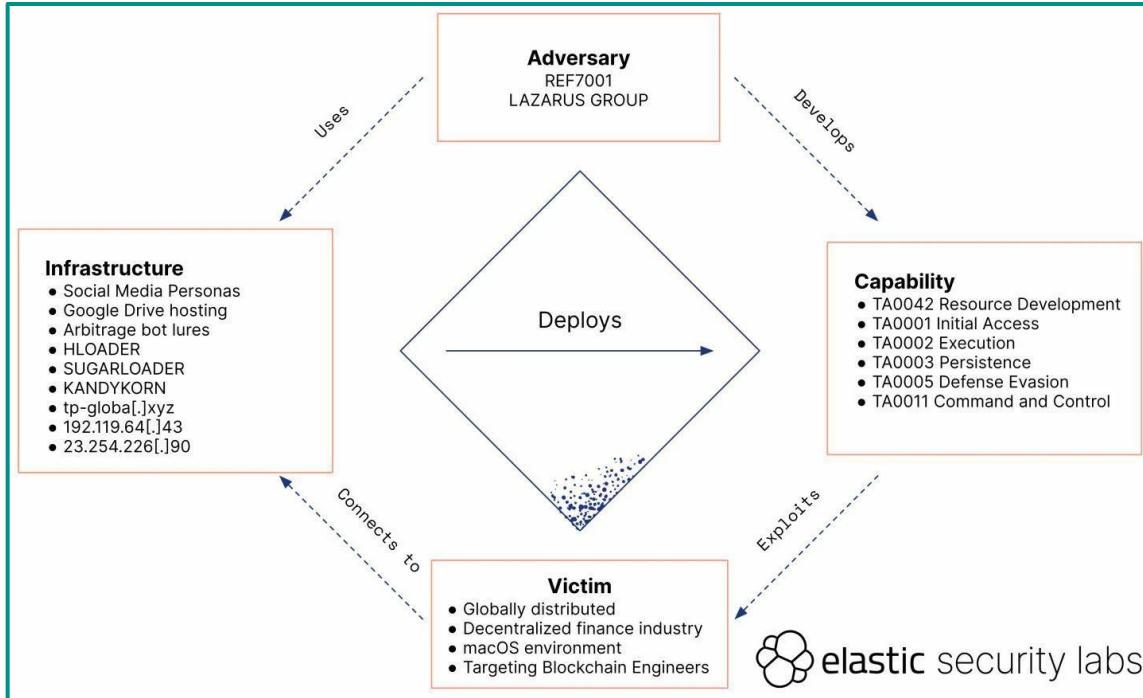 Adversary
REF7001
LAZARUS GROUP
Uses
Develops
Infrastructure
● Social Media Personas
● Google Drive hosting
● Arbitrage bot lures
● HLOADER
● SUGARLOADER
● KANDYKORN
● tp-globa[.]xyz
● 192.119.64[.]43
● 23.254.226[.]90
Deploys
Capability
● TA0042 Resource Development
● TA0001 Initial Access
● TA0002 Execution
● TA0003 Persistence
● TA0005 Defense Evasion
● TA0011 Command and Control
Connects to
Exploits
Victim
● Globally distributed
● Decentralized finance industry
● macOS environment
● Targeting Blockchain Engineers
elastic security labs